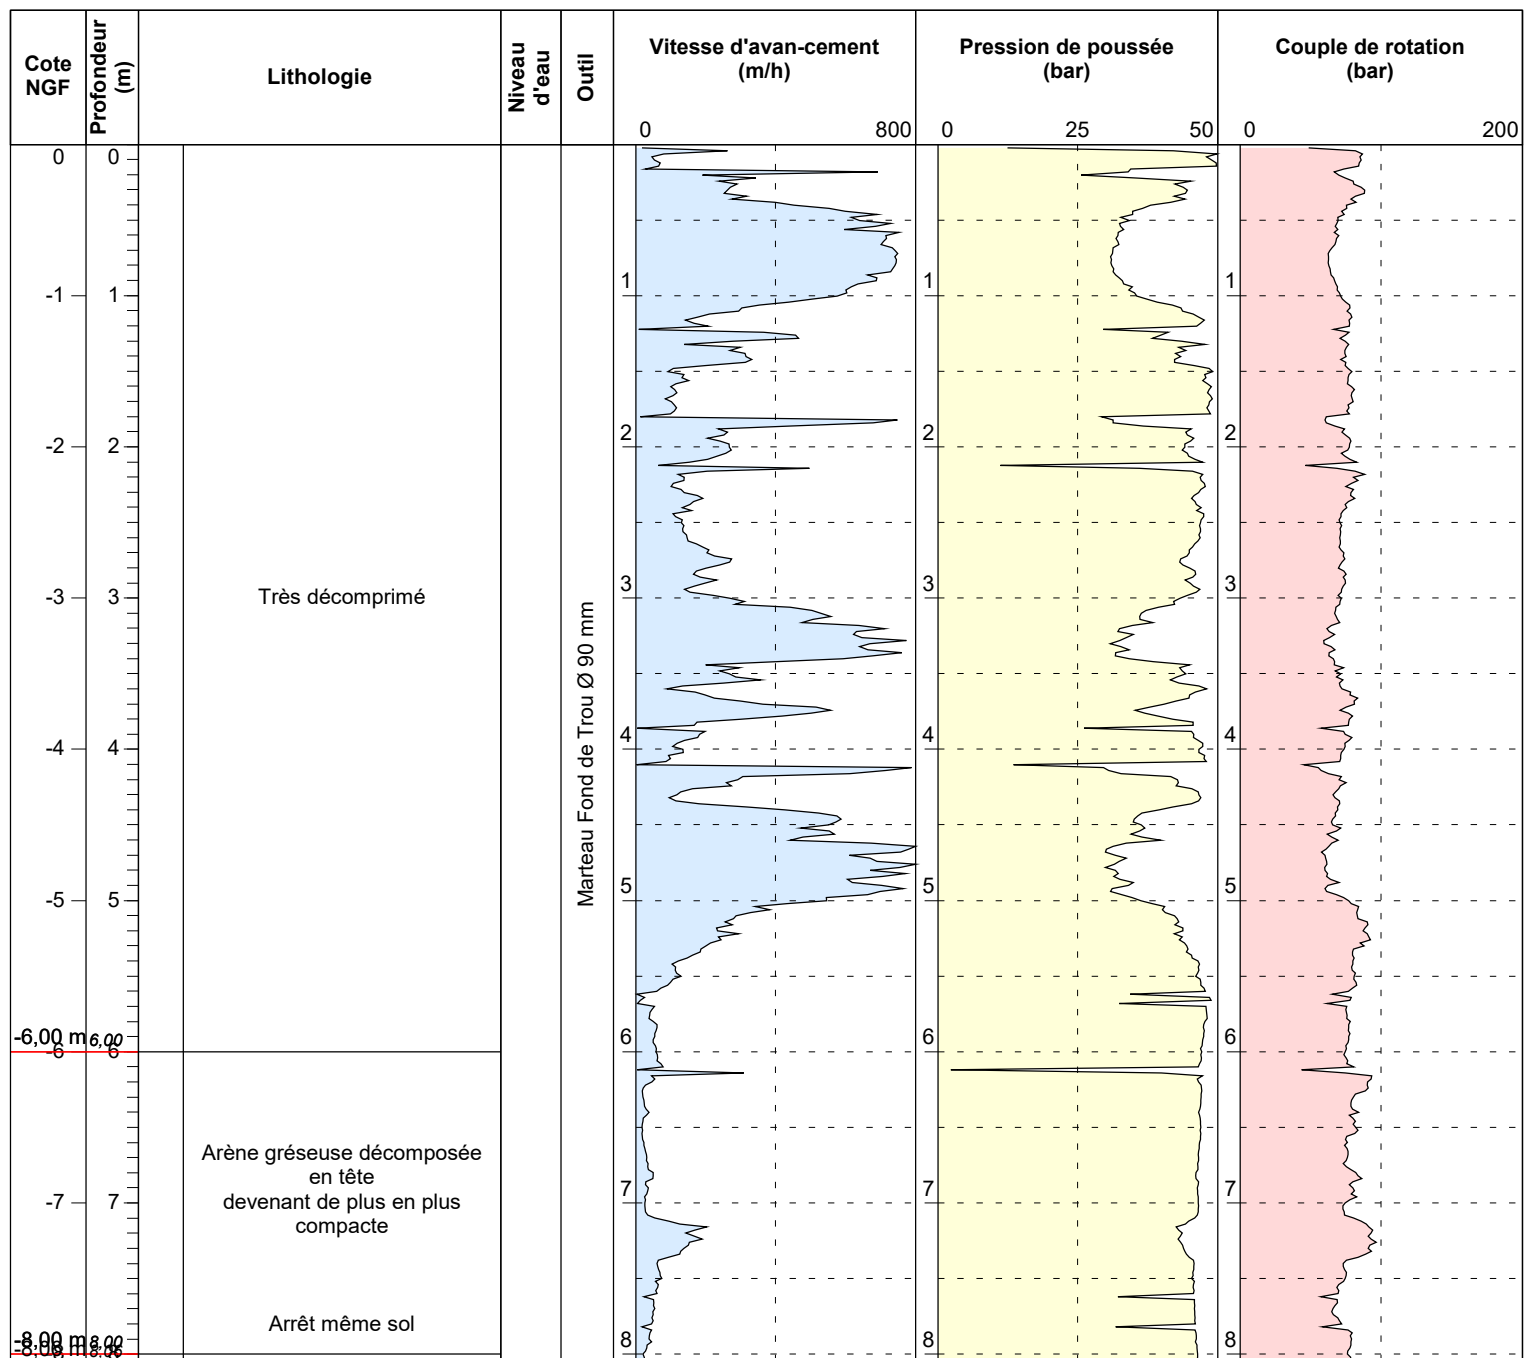 Cote
NGF
Profondeur
(m)
Lithologie
Niveau
d'eau
Outil
Vitesse d'avan-cement
(m/h)
0 800
Pression de poussée
(bar)
0 25 50
Couple de rotation
(bar)
0 200
0 0
1 1 1
-1 1
2 2 2
-2 2
3 3 3
-3 3
Très décomprimé
Marteau Fond de Trou Ø 90 mm
4 4 4
-4 4
5 5 5
-5 5
6 6 6
-6,00 m 6,00
-6 6
Arène gréseuse décomposée
en tête
devenant de plus en plus
compacte
7 7 7
-7 7
Arrêt même sol
8 8 8
-8,00 m 8,00